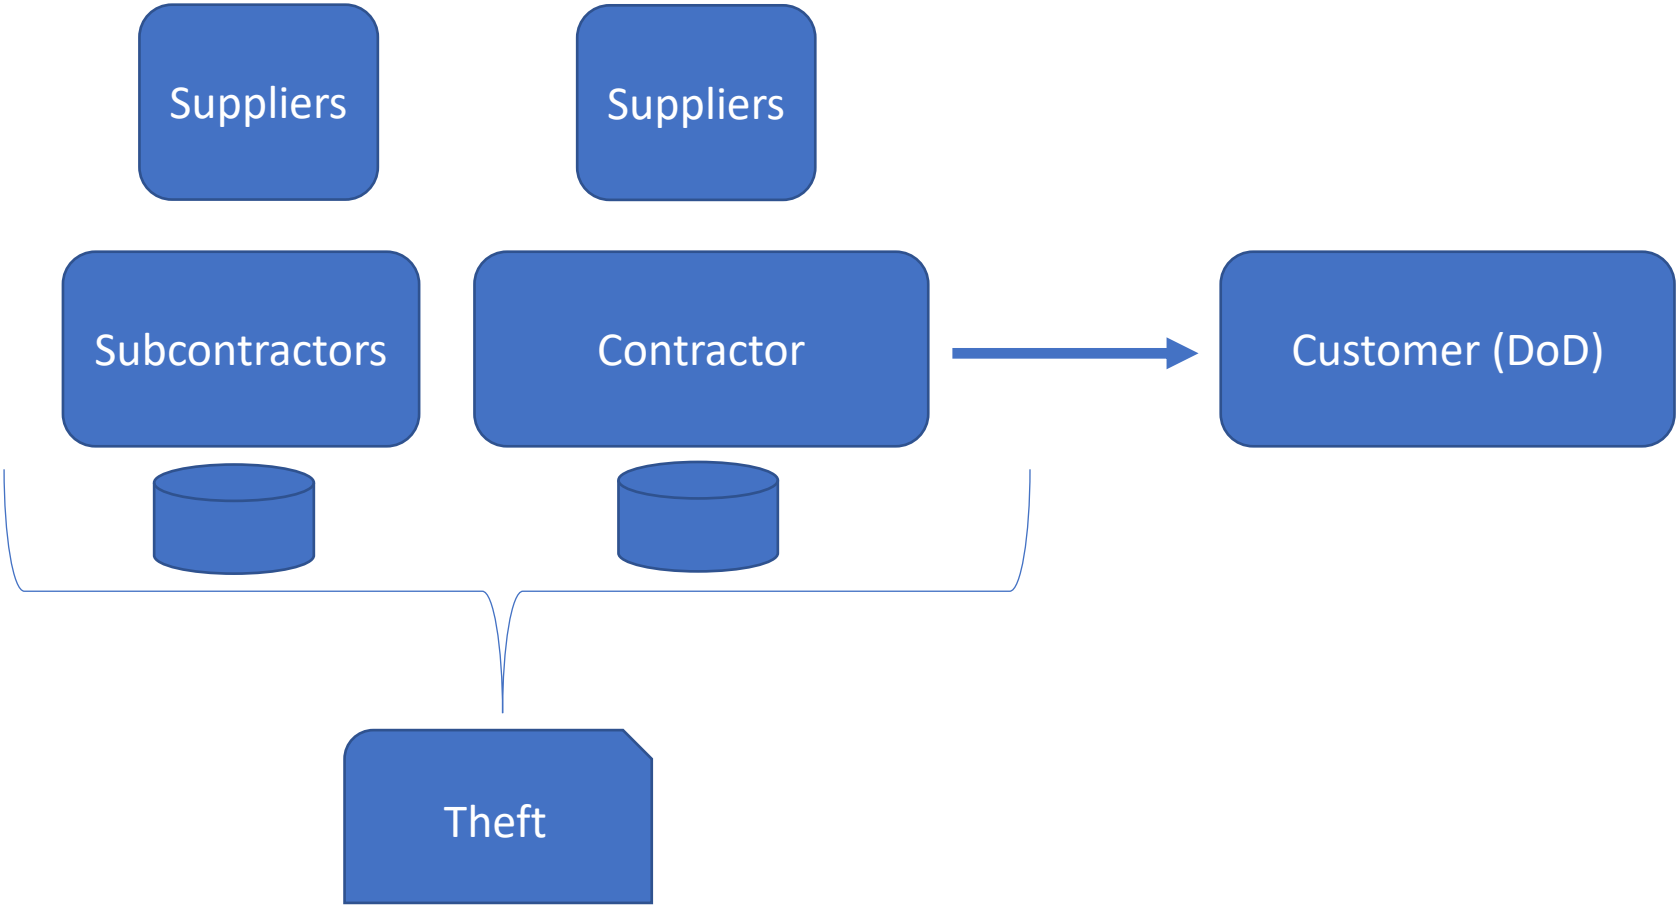 Suppliers
Suppliers
Subcontractors
Contractor
Customer (DoD)
Theft